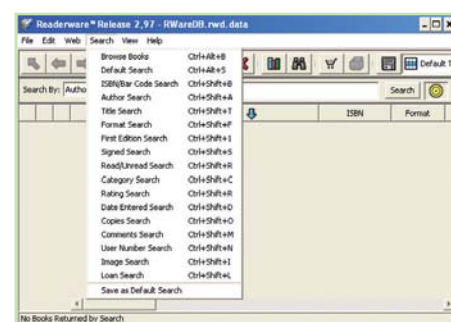 Readerware™ Release 2.97 - RWareDB.rwd.data
File Edit Web Search View Help
Default T
Search By: Autho
Search
ISBN Format
Browse Books Ctrl+Alt+B
Default Search Ctrl+Alt+S
ISBN/Bar Code Search Ctrl+Shift+B
Author Search Ctrl+Shift+A
Title Search Ctrl+Shift+T
Format Search Ctrl+Shift+F
First Edition Search Ctrl+Shift+1
Signed Search Ctrl+Shift+S
Read/Unread Search Ctrl+Shift+R
Category Search Ctrl+Shift+C
Rating Search Ctrl+Shift+R
Date Entered Search Ctrl+Shift+D
Copies Search Ctrl+Shift+O
Comments Search Ctrl+Shift+M
User Number Search Ctrl+Shift+N
Image Search Ctrl+Shift+I
Loan Search Ctrl+Shift+L
Save as Default Search
No Books Returned by Search